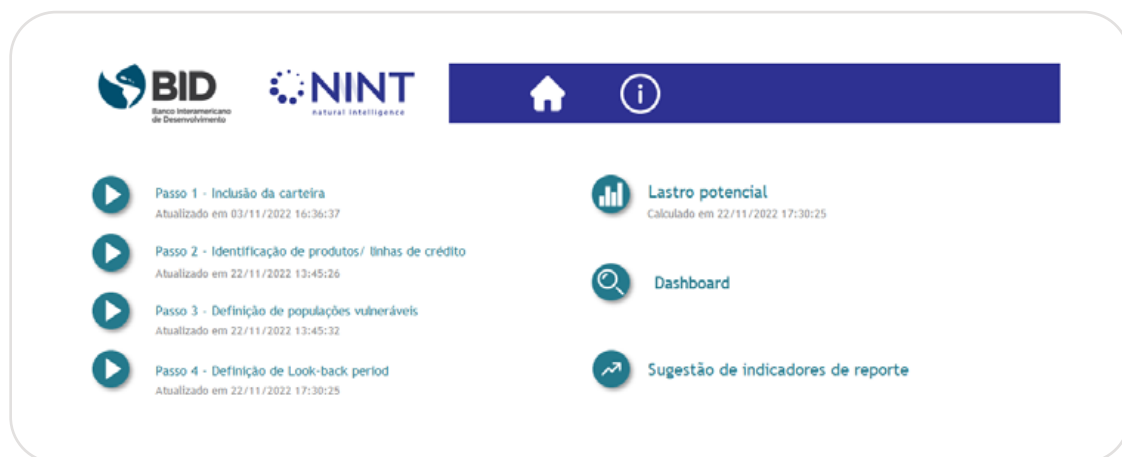 BID
Banco Interamericano
de Desenvolvimento
NINT
natural intelligence
Passo 1 - Inclusão da carteira
Atualizado em 03/11/2022 16:36:37
Passo 2 - Identificação de produtos/ linhas de crédito
Atualizado em 22/11/2022 13:45:26
Passo 3 - Definição de populações vulneráveis
Atualizado em 22/11/2022 13:45:32
Passo 4 - Definição de Look-back period
Atualizado em 22/11/2022 17:30:25
Lastro potencial
Calculado em 22/11/2022 17:30:25
Dashboard
Sugestão de indicadores de reporte